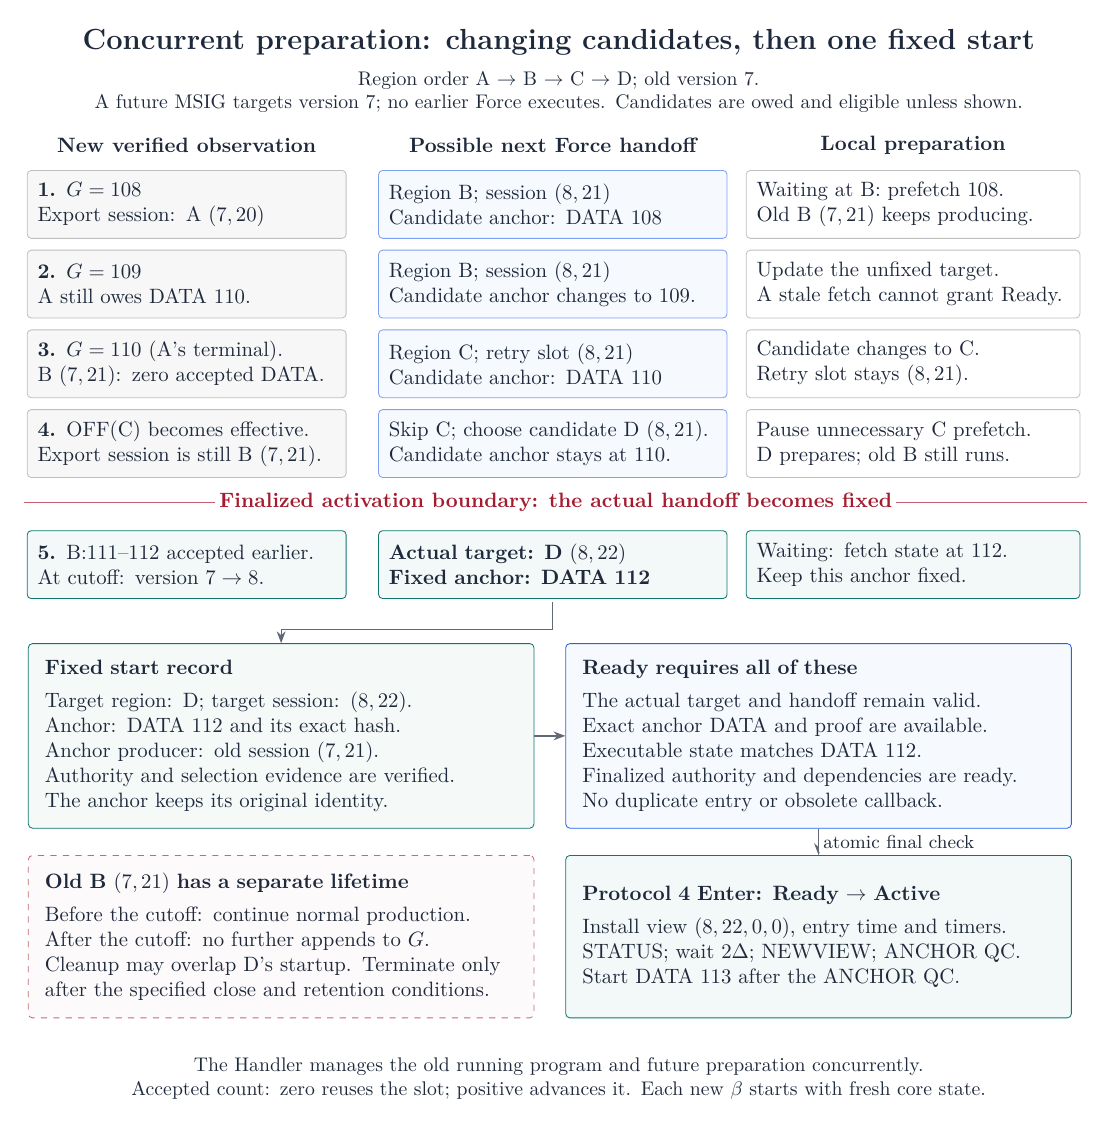 Concurrent preparation: changing candidates, then one fixed start
Region order A → B → C → D; old version 7.
A future MSIG targets version 7; no earlier Force executes. Candidates are owed and eligible unless shown.
New verified observation
Possible next Force handoff
Local preparation
1. G = 108
Export session: A (7, 20)
Region B; session (8, 21)
Candidate anchor: DATA 108
Waiting at B: prefetch 108.
Old B (7, 21) keeps producing.
2. G = 109
A still owes DATA 110.
Region B; session (8, 21)
Candidate anchor changes to 109.
Update the unfixed target.
A stale fetch cannot grant Ready.
3. G = 110 (A's terminal).
B (7, 21): zero accepted DATA.
Region C; retry slot (8, 21)
Candidate anchor: DATA 110
Candidate changes to C.
Retry slot stays (8, 21).
4. OFF(C) becomes effective.
Export session is still B (7, 21).
Skip C; choose candidate D (8, 21).
Candidate anchor stays at 110.
Pause unnecessary C prefetch.
D prepares; old B still runs.
Finalized activation boundary: the actual handoff becomes fixed
5. B:111–112 accepted earlier.
At cutoff: version 7 → 8.
Actual target: D (8, 22)
Fixed anchor: DATA 112
Waiting: fetch state at 112.
Keep this anchor fixed.
Fixed start record
Target region: D; target session: (8, 22).
Anchor: DATA 112 and its exact hash.
Anchor producer: old session (7, 21).
Authority and selection evidence are verified.
The anchor keeps its original identity.
Ready requires all of these
The actual target and handoff remain valid.
Exact anchor DATA and proof are available.
Executable state matches DATA 112.
Finalized authority and dependencies are ready.
No duplicate entry or obsolete callback.
atomic final check
Old B (7, 21) has a separate lifetime
Before the cutoff: continue normal production.
After the cutoff: no further appends to G.
Cleanup may overlap D's startup. Terminate only
after the specified close and retention conditions.
Protocol 4 Enter: Ready → Active
Install view (8, 22, 0, 0), entry time and timers.
STATUS; wait 2Δ; NEWVIEW; ANCHOR QC.
Start DATA 113 after the ANCHOR QC.
The Handler manages the old running program and future preparation concurrently.
Accepted count: zero reuses the slot; positive advances it. Each new β starts with fresh core state.